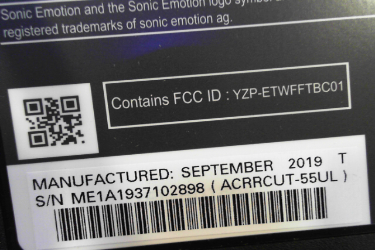 Sonic Emotion and the Sonic Emotion logo
registered trademarks of sonic emotion ag.
Contains FCC ID : YZP-ETWFFTBC01
MANUFACTURED: SEPTEMBER 2019 T
S/N ME1A1937102898 ( ACRRCUT-55UL )